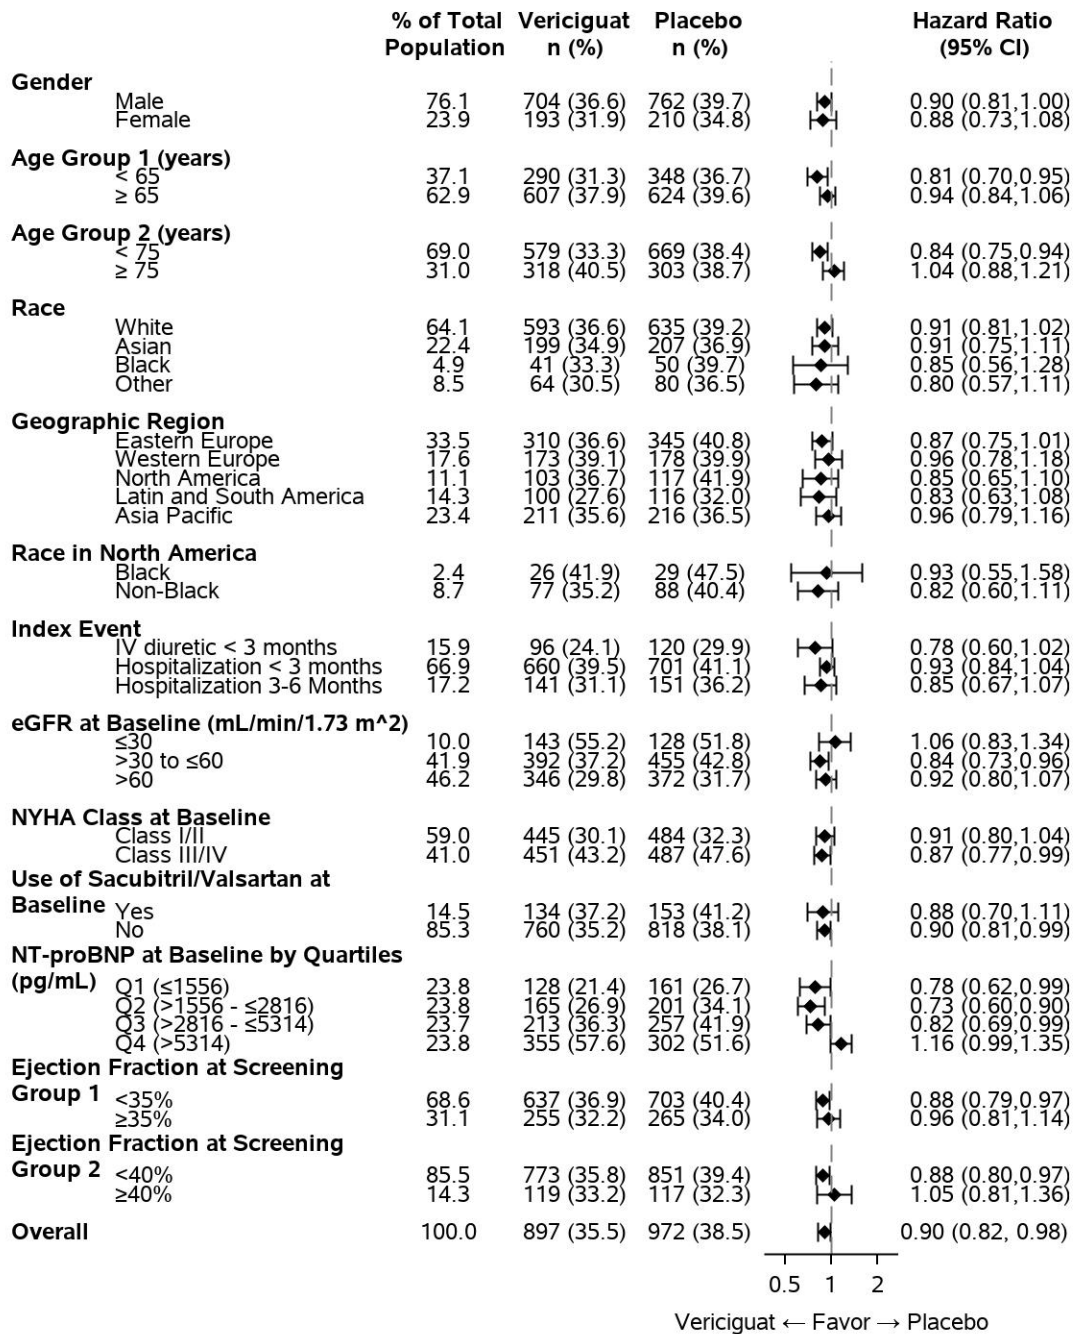 % of Total Vericiguat Placebo Hazard Ratio
Population n (%) n (%) (95% CI)
Gender
Male 76.1 704 (36.6) 762 (39.7) 0.90 (0.81,1.00)
Female 23.9 193 (31.9) 210 (34.8) 0.88 (0.73,1.08)
Age Group 1 (years)
< 65 37.1 290 (31.3) 348 (36.7) 0.81 (0.70,0.95)
≥ 65 62.9 607 (37.9) 624 (39.6) 0.94 (0.84,1.06)
Age Group 2 (years)
< 75 69.0 579 (33.3) 669 (38.4) 0.84 (0.75,0.94)
≥ 75 31.0 318 (40.5) 303 (38.7) 1.04 (0.88,1.21)
Race
White 64.1 593 (36.6) 635 (39.2) 0.91 (0.81,1.02)
Asian 22.4 199 (34.9) 207 (36.9) 0.91 (0.75,1.11)
Black 4.9 41 (33.3) 50 (39.7) 0.85 (0.56,1.28)
Other 8.5 64 (30.5) 80 (36.5) 0.80 (0.57,1.11)
Geographic Region
Eastern Europe 33.5 310 (36.6) 345 (40.8) 0.87 (0.75,1.01)
Western Europe 17.6 173 (39.1) 178 (39.9) 0.96 (0.78,1.18)
North America 11.1 103 (36.7) 117 (41.9) 0.85 (0.65,1.10)
Latin and South America 14.3 100 (27.6) 116 (32.0) 0.83 (0.63,1.08)
Asia Pacific 23.4 211 (35.6) 216 (36.5) 0.96 (0.79,1.16)
Race in North America
Black 2.4 26 (41.9) 29 (47.5) 0.93 (0.55,1.58)
Non-Black 8.7 77 (35.2) 88 (40.4) 0.82 (0.60,1.11)
Index Event
IV diuretic < 3 months 15.9 96 (24.1) 120 (29.9) 0.78 (0.60,1.02)
Hospitalization < 3 months 66.9 660 (39.5) 701 (41.1) 0.93 (0.84,1.04)
Hospitalization 3-6 Months 17.2 141 (31.1) 151 (36.2) 0.85 (0.67,1.07)
eGFR at Baseline (mL/min/1.73 m^2)
≤30 10.0 143 (55.2) 128 (51.8) 1.06 (0.83,1.34)
>30 to ≤60 41.9 392 (37.2) 455 (42.8) 0.84 (0.73,0.96)
>60 46.2 346 (29.8) 372 (31.7) 0.92 (0.80,1.07)
NYHA Class at Baseline
Class I/II 59.0 445 (30.1) 484 (32.3) 0.91 (0.80,1.04)
Class III/IV 41.0 451 (43.2) 487 (47.6) 0.87 (0.77,0.99)
Use of Sacubitril/Valsartan at
Baseline
Yes 14.5 134 (37.2) 153 (41.2) 0.88 (0.70,1.11)
No 85.3 760 (35.2) 818 (38.1) 0.90 (0.81,0.99)
NT-proBNP at Baseline by Quartiles
(pg/mL)
Q1 (≤1556) 23.8 128 (21.4) 161 (26.7) 0.78 (0.62,0.99)
Q2 (>1556 - ≤2816) 23.8 165 (26.9) 201 (34.1) 0.73 (0.60,0.90)
Q3 (>2816 - ≤5314) 23.7 213 (36.3) 257 (41.9) 0.82 (0.69,0.99)
Q4 (>5314) 23.8 355 (57.6) 302 (51.6) 1.16 (0.99,1.35)
Ejection Fraction at Screening
Group 1
<35% 68.6 637 (36.9) 703 (40.4) 0.88 (0.79,0.97)
≥35% 31.1 255 (32.2) 265 (34.0) 0.96 (0.81,1.14)
Ejection Fraction at Screening
Group 2
<40% 85.5 773 (35.8) 851 (39.4) 0.88 (0.80,0.97)
≥40% 14.3 119 (33.2) 117 (32.3) 1.05 (0.81,1.36)
Overall 100.0 897 (35.5) 972 (38.5) 0.90 (0.82, 0.98)
0.5 1 2
Vericiguat ← Favor → Placebo